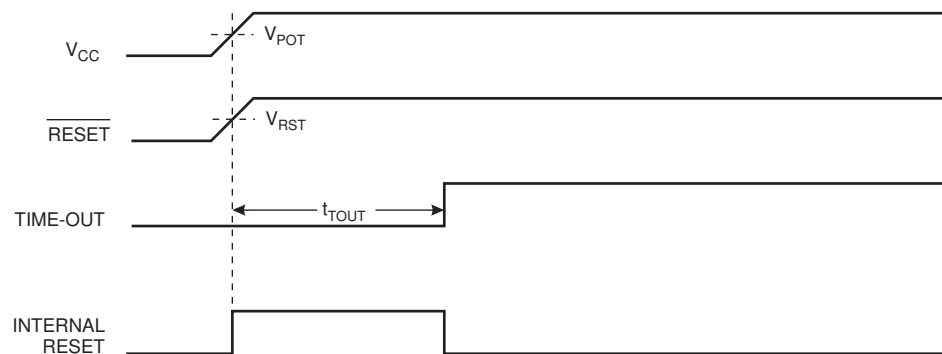 V_CC
V_POT
RESET
V_RST
TIME-OUT
t_TOUT
INTERNAL
RESET